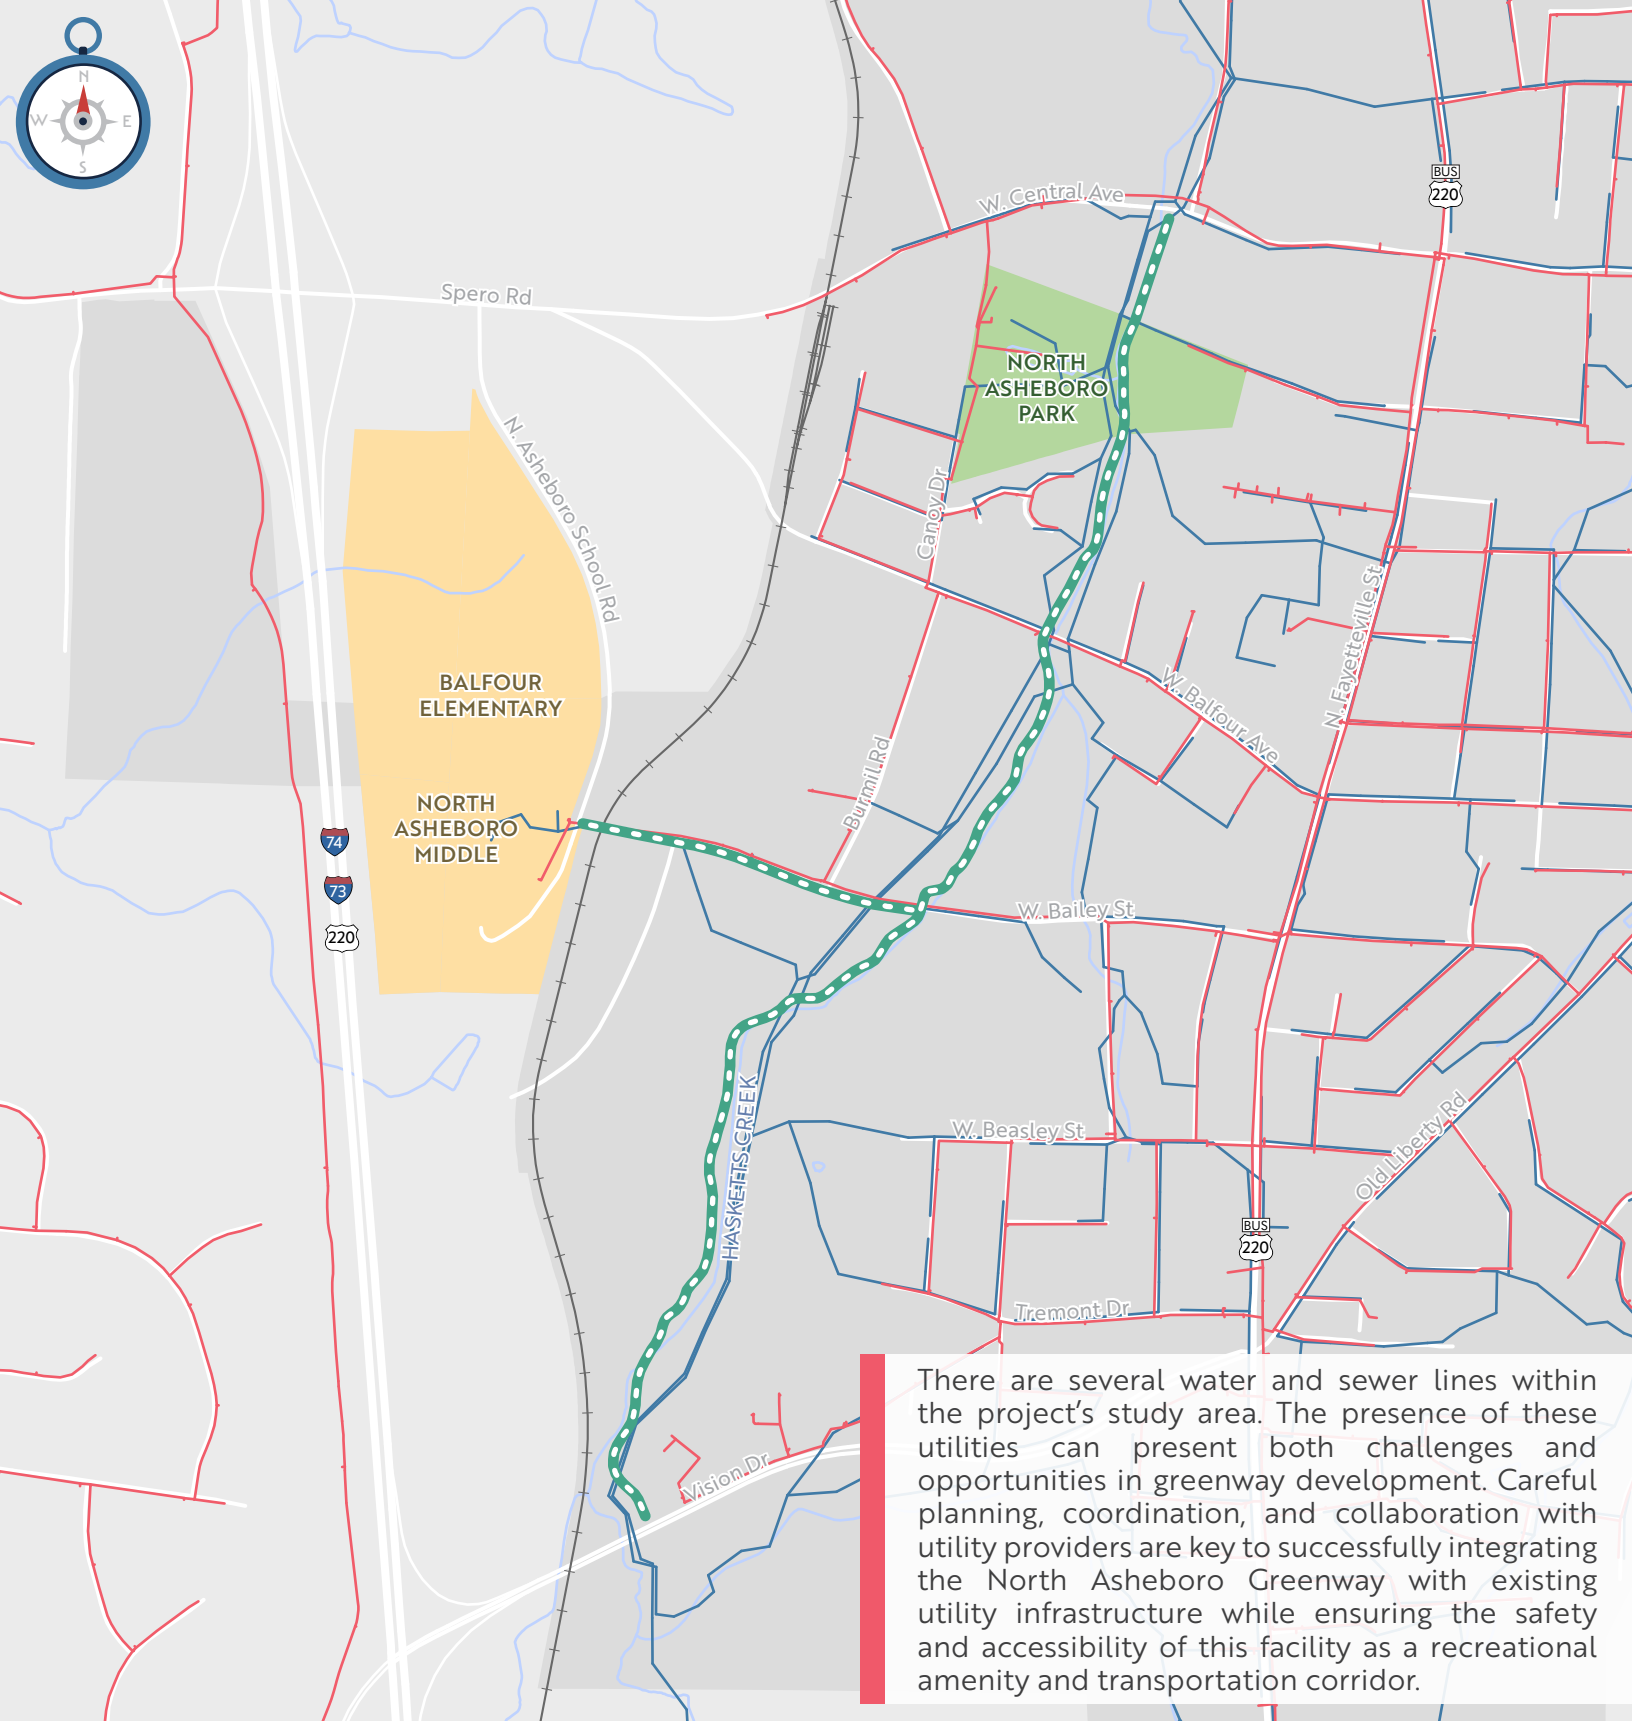 N
W
E
S
W. Central Ave
BUS
220
Spero Rd
NORTH
ASHEBORO
PARK
N. Asheboro School Rd
Canoy Dr
N. Fayetteville St
BALFOUR
ELEMENTARY
W. Balfour Ave
Burmil Rd
NORTH
ASHEBORO
MIDDLE
74
73
220
W. Bailey St
HASKETTS CREEK
W. Beasley St
Old Liberty Rd
BUS
220
Tremont Dr
Vision Dr
There are several water and sewer lines within
the project's study area. The presence of these
utilities can present both challenges and
opportunities in greenway development. Careful
planning, coordination, and collaboration with
utility providers are key to successfully integrating
the North Asheboro Greenway with existing
utility infrastructure while ensuring the safety
and accessibility of this facility as a recreational
amenity and transportation corridor.